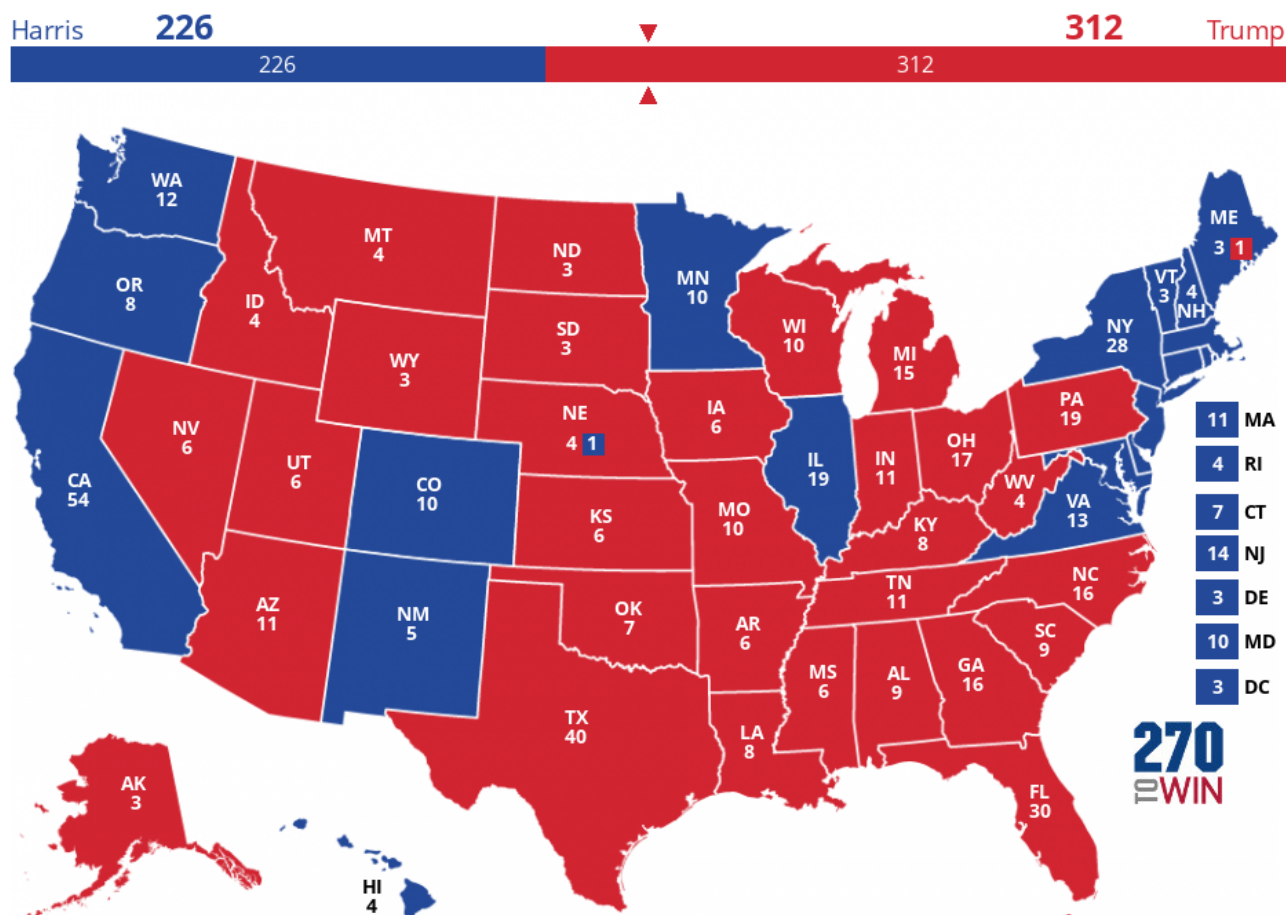 Harris 226 312 Trump
226 312
WA
12
OR
8
CA
54
NV
6
ID
4
MT
4
WY
3
UT
6
AZ
11
CO
10
NM
5
ND
3
SD
3
NE
4 1
KS
6
OK
7
TX
40
MN
10
IA
6
MO
10
AR
6
LA
8
WI
10
IL
19
MI
15
IN
11
OH
17
KY
8
TN
11
MS
6
AL
9
GA
16
FL
30
SC
9
NC
16
VA
13
WV
4
PA
19
NY
28
VT
3
4
NH
ME
3 1
11 MA
4 RI
7 CT
14 NJ
3 DE
10 MD
3 DC
AK
3
HI
4
270
TO WIN